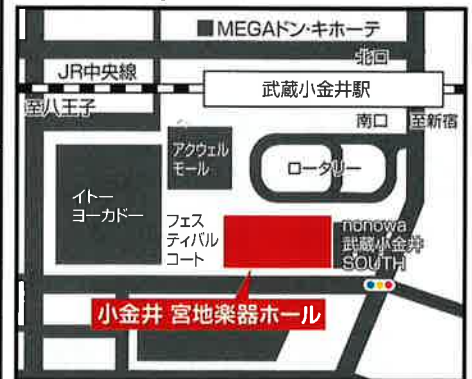 MEGAドン・キホーテ
北口
JR中央線
武蔵小金井駅
至八王子
南口
至新宿
アクウェル
モール
ロータリー
イトー
ヨーカドー
フェス
ティバル
コート
nonowa
武蔵小金井
SOUTH
小金井 宮地楽器ホール